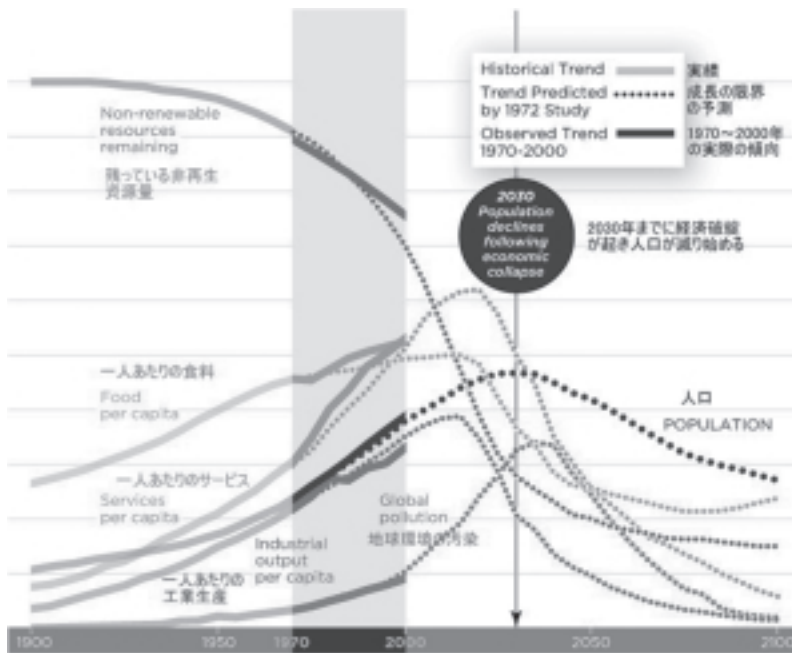 Historical Trend 実績
Trend Predicted
by 1972 Study
成長の限界
の予測
Observed Trend
1970-2000
1970～2000年
の実際の傾向
Non-renewable
resources
remaining
残っている非再生
資源量
2030
Population
declines
following
economic
collapse
2030年までに経済破綻
が起き人口が減り始める
一人あたりの食料
Food
per capita
人口
POPULATION
一人あたりのサービス
Services
per capita
Global
pollution
地球環境の汚染
Industrial
output
per capita
一人あたりの
工業生産
1900 1950 1970 2000 2050 2100